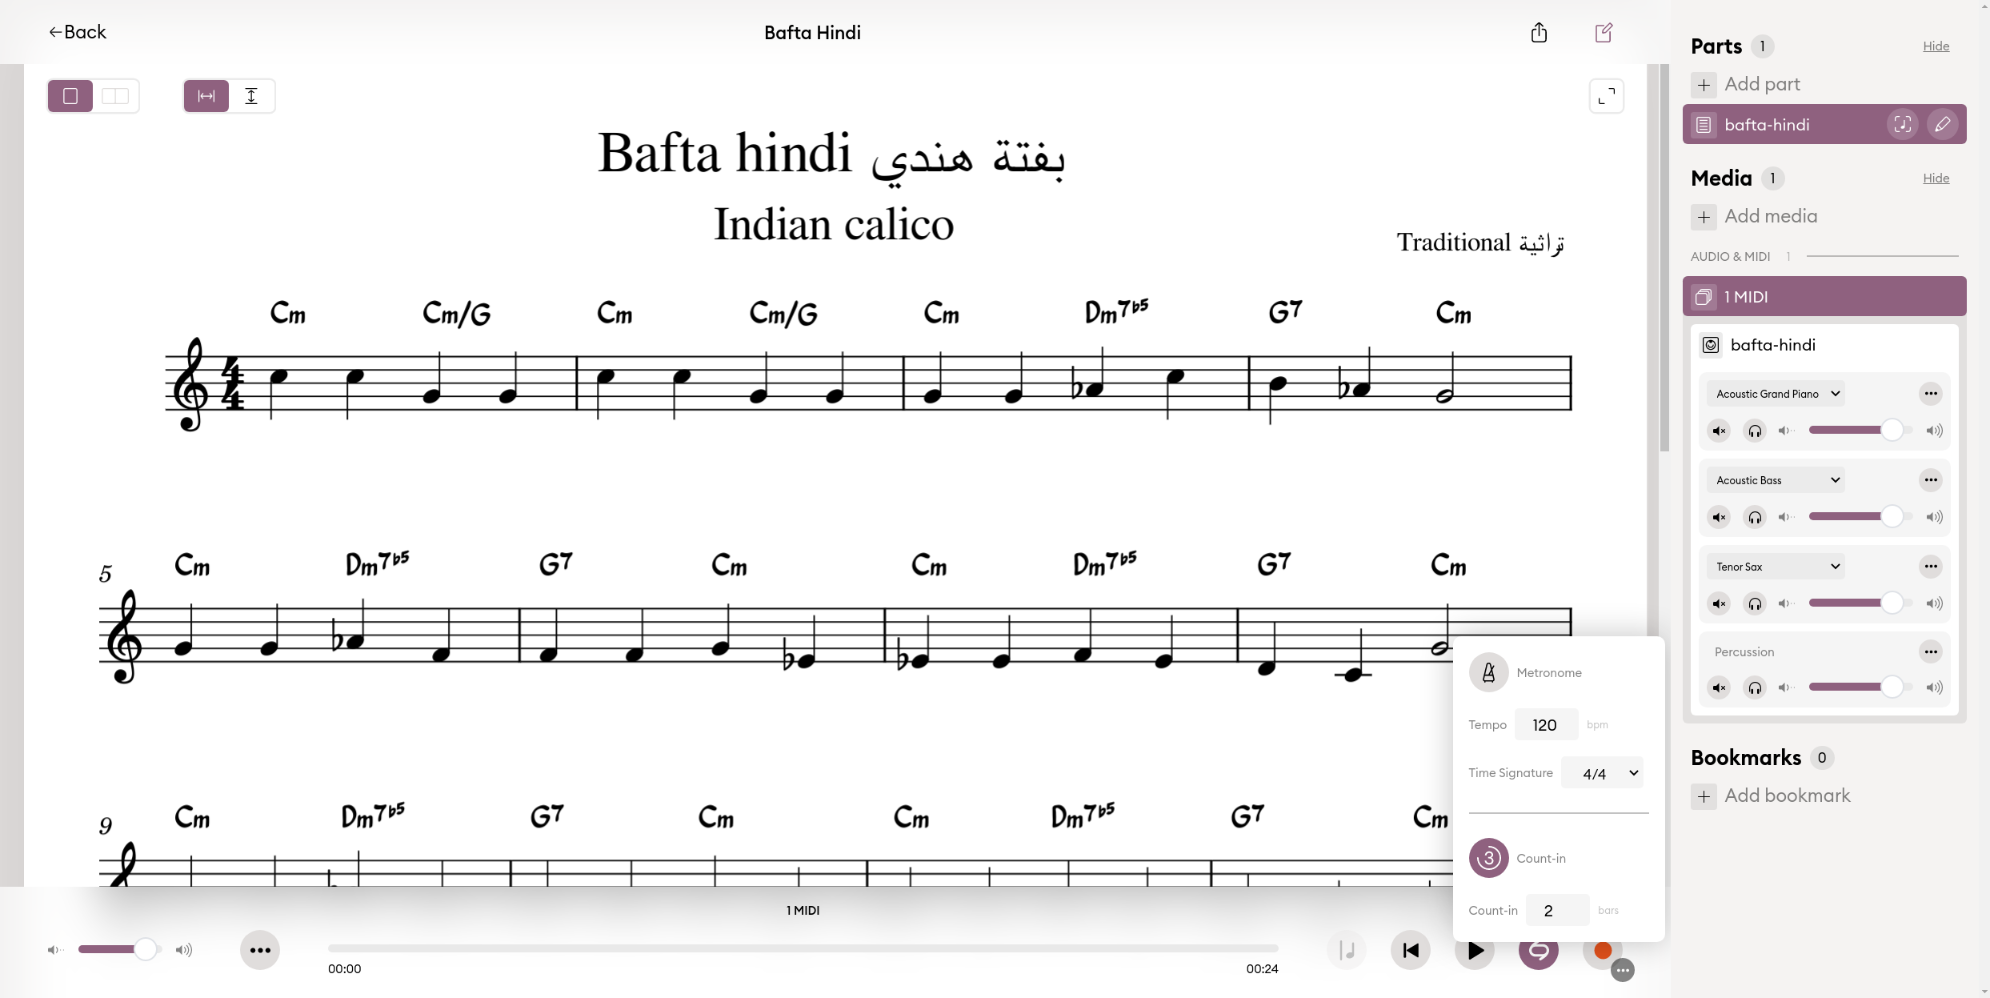 ←Back
Bafta Hindi
Bafta hindi بفتة هندي
Indian calico
Traditional تراثية
Cm Cm/G Cm Cm/G Cm Dm7♭5 G7 Cm
4/4
5
Cm Dm7♭5 G7 Cm Cm Dm7♭5 G7 Cm
9
Cm Dm7♭5 G7 Cm Cm Dm7♭5 G7 Cm
Metronome
Tempo 120 bpm
Time Signature 4/4
3 Count-in
Count-in 2 bars
1 MIDI
00:00
00:24
Parts 1 Hide
+ Add part
bafta-hindi
Media 1 Hide
+ Add media
AUDIO & MIDI 1
1 MIDI
bafta-hindi
Acoustic Grand Piano
Acoustic Bass
Tenor Sax
Percussion
Bookmarks 0
+ Add bookmark